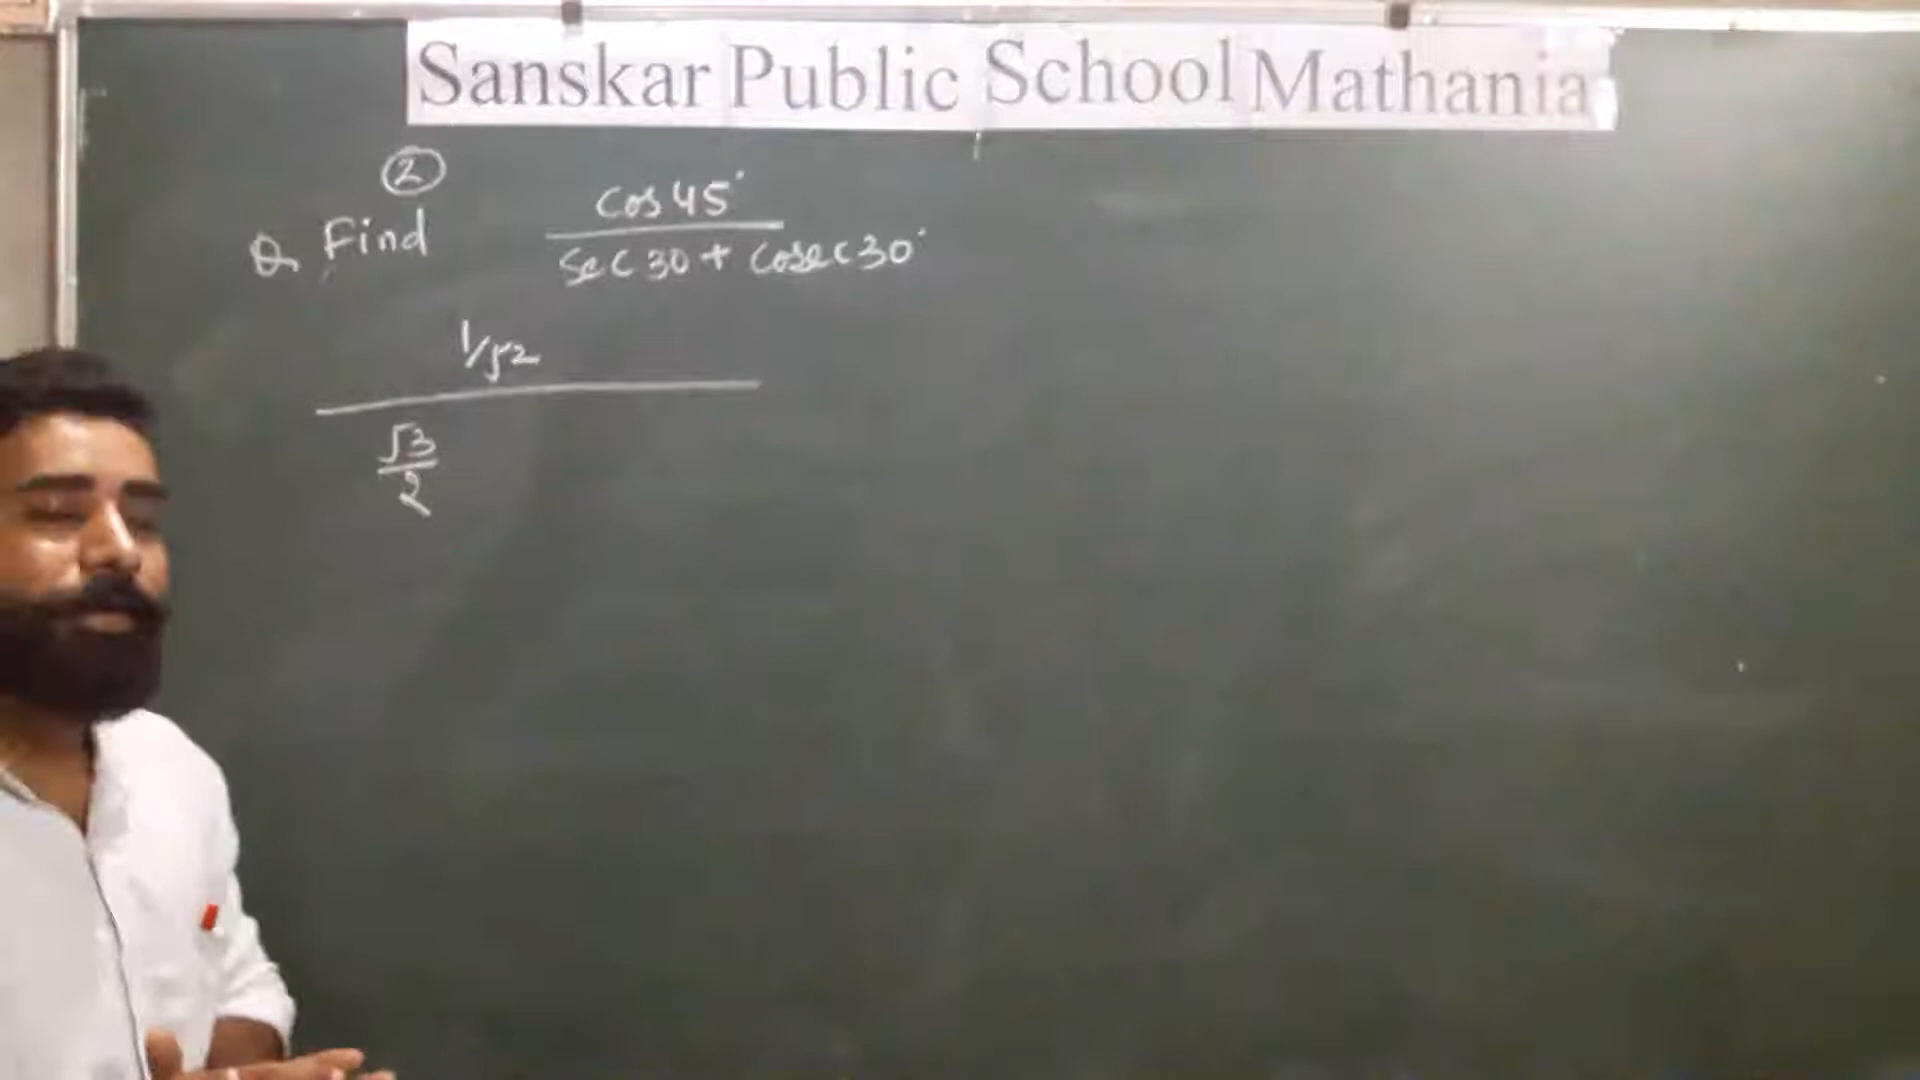 Sanskar Public School Mathania
②
Q Find cos 45° / sec 30 + cosec 30°
1/√2
√3/2